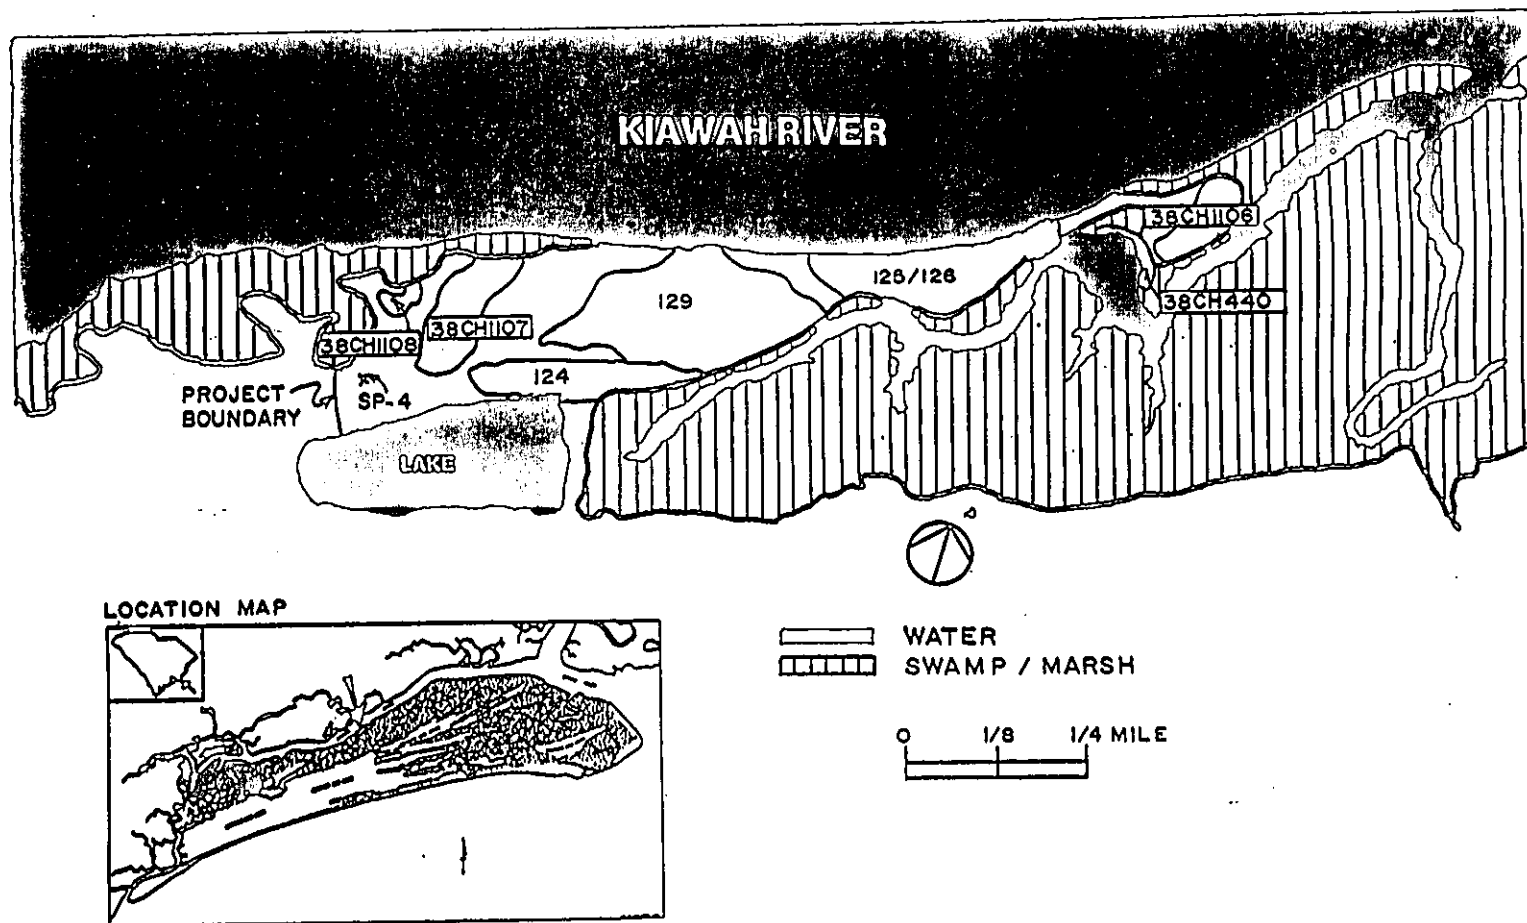 KIAWAH RIVER
38CH1106
125/126
129
38CH440
38CH1107
38CH1108
124
PROJECT
BOUNDARY
SP-4
LAKE
LOCATION MAP
WATER
SWAMP / MARSH
0 1/8 1/4 MILE